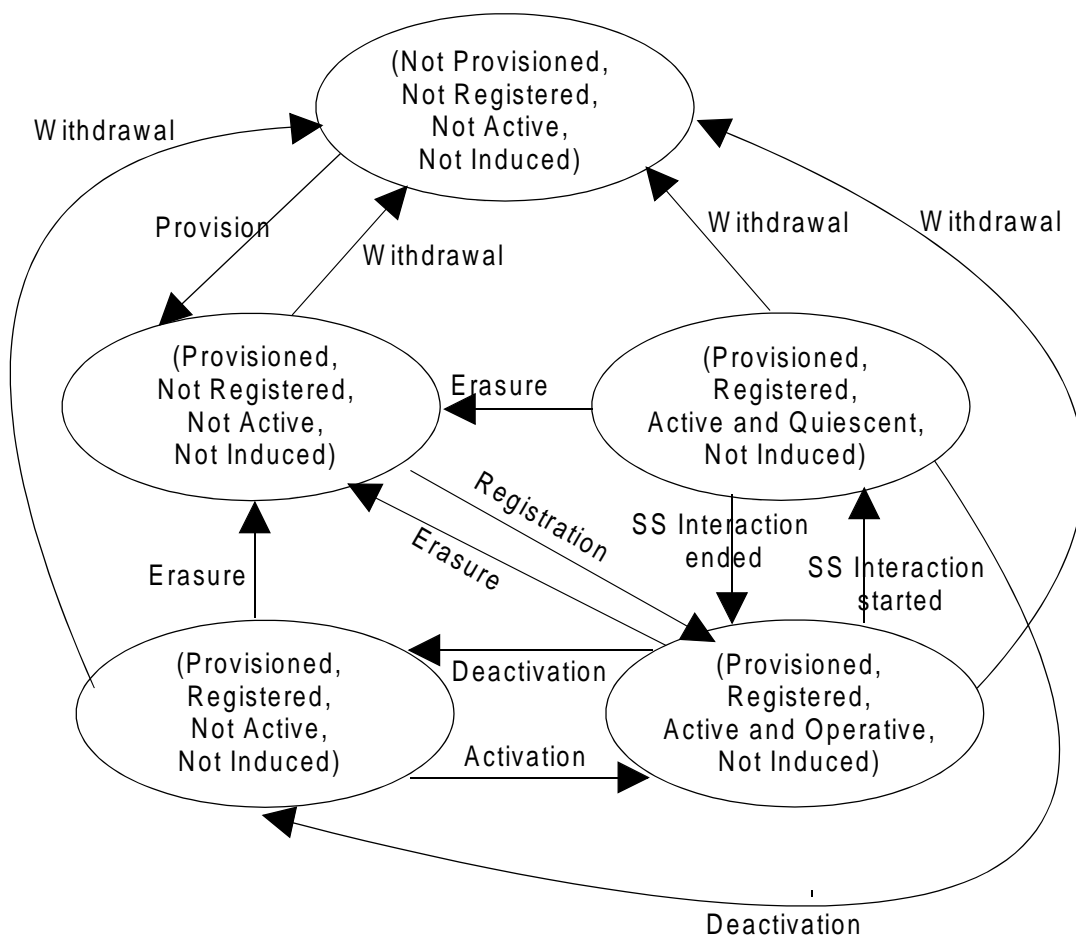 (Not Provisioned,
Not Registered,
Not Active,
Not Induced)
Withdrawal
Provision
Withdrawal
Withdrawal
Withdrawal
(Provisioned,
Not Registered,
Not Active,
Not Induced)
Erasure
(Provisioned,
Registered,
Active and Quiescent,
Not Induced)
Registration
Erasure
SS Interaction
ended
SS Interaction
started
Erasure
(Provisioned,
Registered,
Not Active,
Not Induced)
Deactivation
Activation
(Provisioned,
Registered,
Active and Operative,
Not Induced)
Deactivation